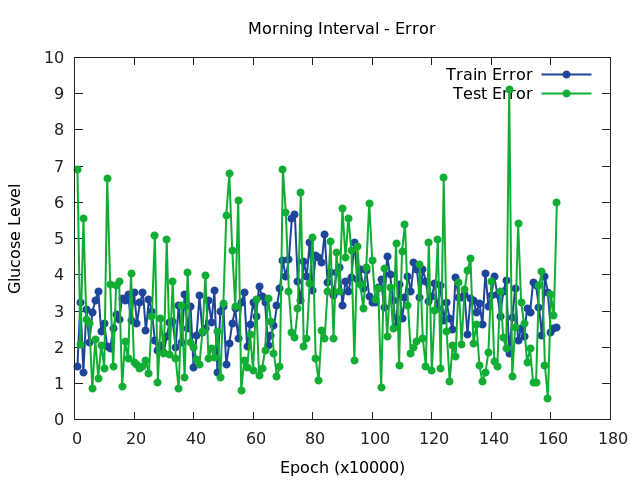 Morning Interval - Error
Train Error
Test Error
Glucose Level
10
9
8
7
6
5
4
3
2
1
0
0 20 40 60 80 100 120 140 160 180
Epoch (x10000)